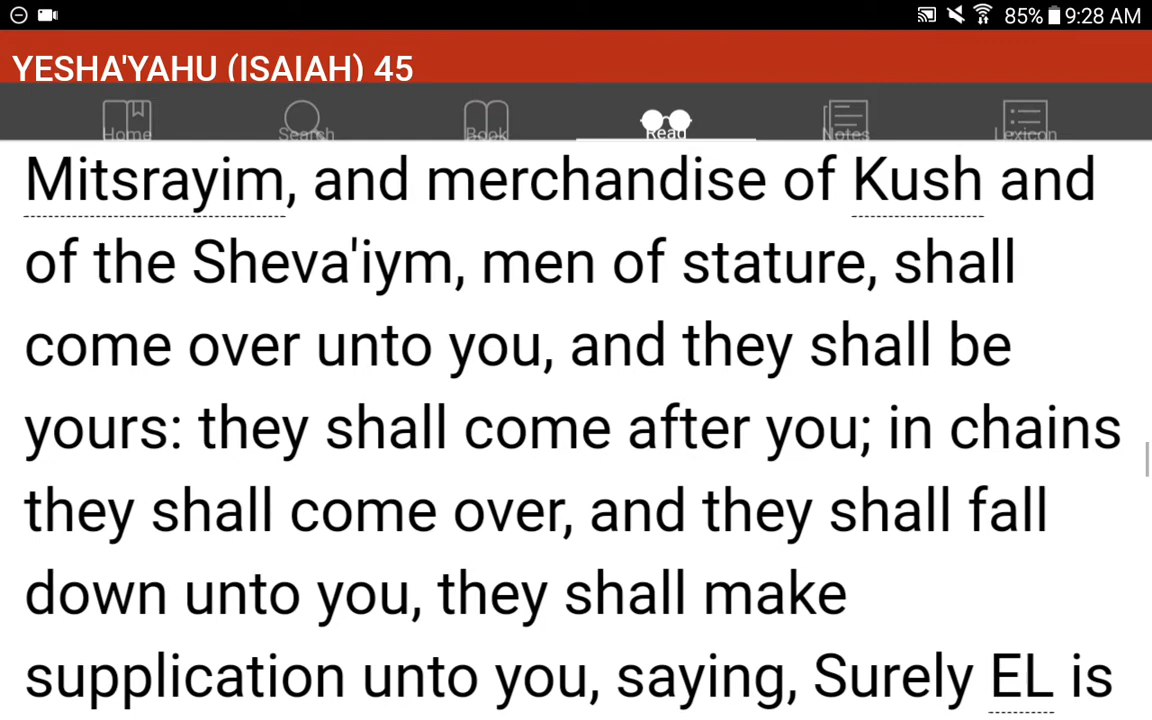 85% 9:28 AM
YESHA'YAHU (ISAIAH) 45
Home Search Book Read Notes Lexicon
Mitsrayim, and merchandise of Kush and
of the Sheva'iym, men of stature, shall
come over unto you, and they shall be
yours: they shall come after you; in chains
they shall come over, and they shall fall
down unto you, they shall make
supplication unto you, saying, Surely EL is